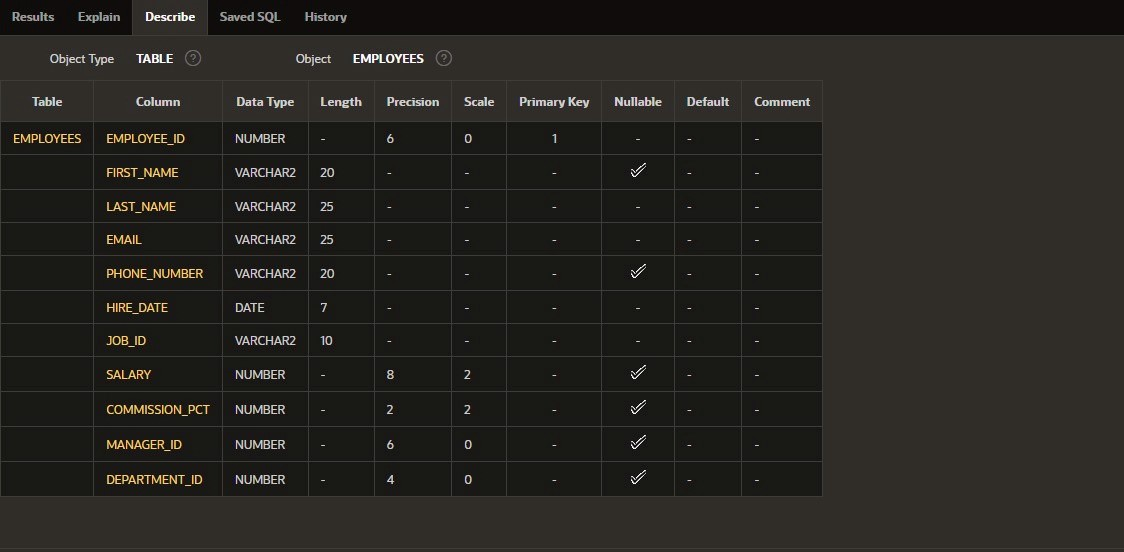 Results Explain Describe Saved SQL History
Object Type TABLE ? Object EMPLOYEES ?
Table Column Data Type Length Precision Scale Primary Key Nullable Default Comment
EMPLOYEES EMPLOYEE_ID NUMBER - 6 0 1 - - -
FIRST_NAME VARCHAR2 20 - - - ✓ - -
LAST_NAME VARCHAR2 25 - - - - - -
EMAIL VARCHAR2 25 - - - - - -
PHONE_NUMBER VARCHAR2 20 - - - ✓ - -
HIRE_DATE DATE 7 - - - - - -
JOB_ID VARCHAR2 10 - - - - - -
SALARY NUMBER - 8 2 - ✓ - -
COMMISSION_PCT NUMBER - 2 2 - ✓ - -
MANAGER_ID NUMBER - 6 0 - ✓ - -
DEPARTMENT_ID NUMBER - 4 0 - ✓ - -